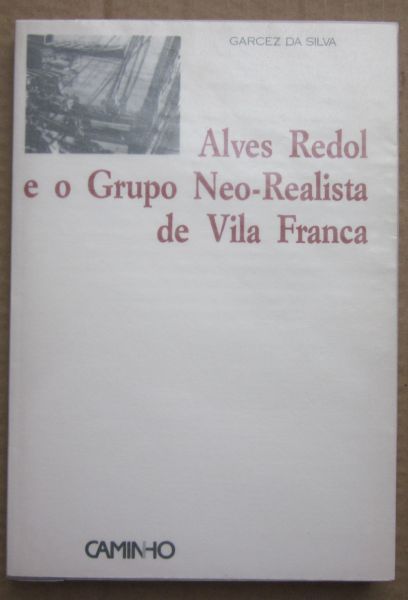 GARCEZ DA SILVA
Alves Redol
e o Grupo Neo-Realista
de Vila Franca
CAMINHO